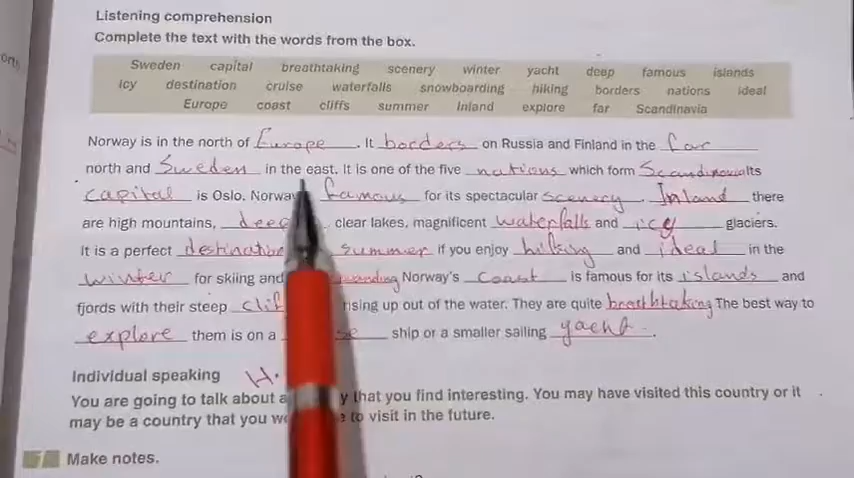 Listening comprehension
Complete the text with the words from the box.
Sweden capital breathtaking scenery winter yacht deep famous islands
icy destination cruise waterfalls snowboarding hiking borders nations ideal
Europe coast cliffs summer Inland explore far Scandinavia
Norway is in the north of Europe. It borders on Russia and Finland in the far
north and Sweden in the east. It is one of the five nations which form Scandinavia Its
capital is Oslo. Norway famous for its spectacular scenery. Inland there
are high mountains, deep clear lakes, magnificent waterfalls and icy glaciers.
It is a perfect destination summer if you enjoy and ideal in the
winter for skiing and Norway's coast is famous for its islands and
fjords with their steep clif rising up out of the water. They are quite breathtaking The best way to
explore them is on a se ship or a smaller sailing yacht.
Individual speaking H.
You are going to talk about a y that you find interesting. You may have visited this country or it
may be a country that you w e to visit in the future.
Make notes.